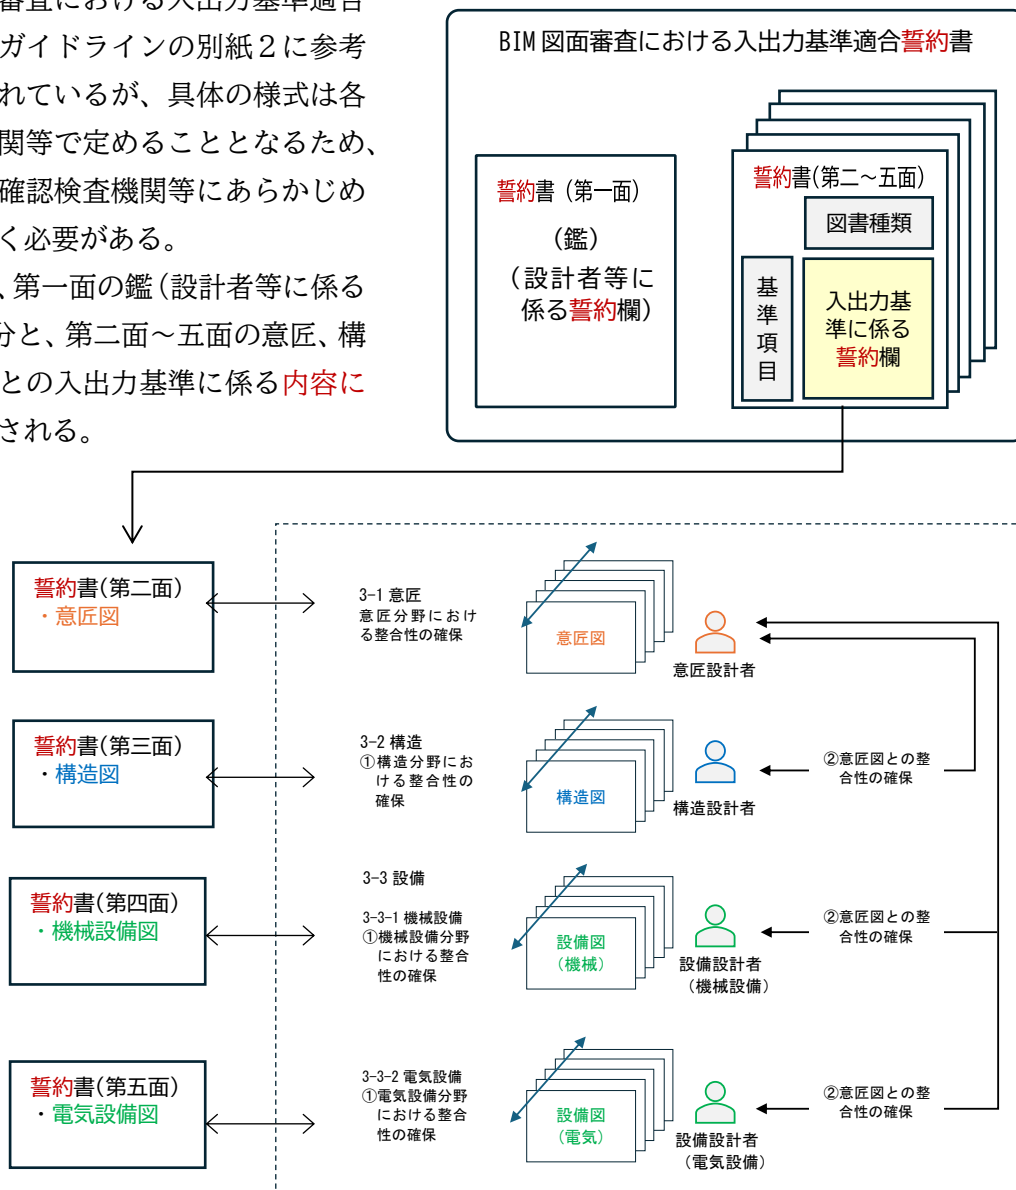 審査における入出力基準適合
ガイドラインの別紙２に参考
れているが、具体の様式は各
関等で定めることとなるため、
確認検査機関等にあらかじめ
く必要がある。
、第一面の鑑(設計者等に係る
分と、第二面～五面の意匠、構
との入出力基準に係る内容に
される。
BIM 図面審査における入出力基準適合誓約書
誓約書（第一面）
（鑑）
（設計者等に
係る誓約欄）
誓約書(第二～五面)
図書種類
基準項目
入出力基
準に係る
誓約欄
誓約書(第二面)
・意匠図
3-1 意匠
意匠分野におけ
る整合性の確保
意匠図
意匠設計者
誓約書(第三面)
・構造図
3-2 構造
①構造分野にお
ける整合性の
確保
構造図
構造設計者
②意匠図との整
合性の確保
誓約書(第四面)
・機械設備図
3-3 設備
3-3-1 機械設備
①機械設備分野
における整合
性の確保
設備図
（機械）
設備設計者
（機械設備）
②意匠図との整
合性の確保
誓約書(第五面)
・電気設備図
3-3-2 電気設備
①電気設備分野
における整合
性の確保
設備図
（電気）
設備設計者
（電気設備）
②意匠図との整
合性の確保